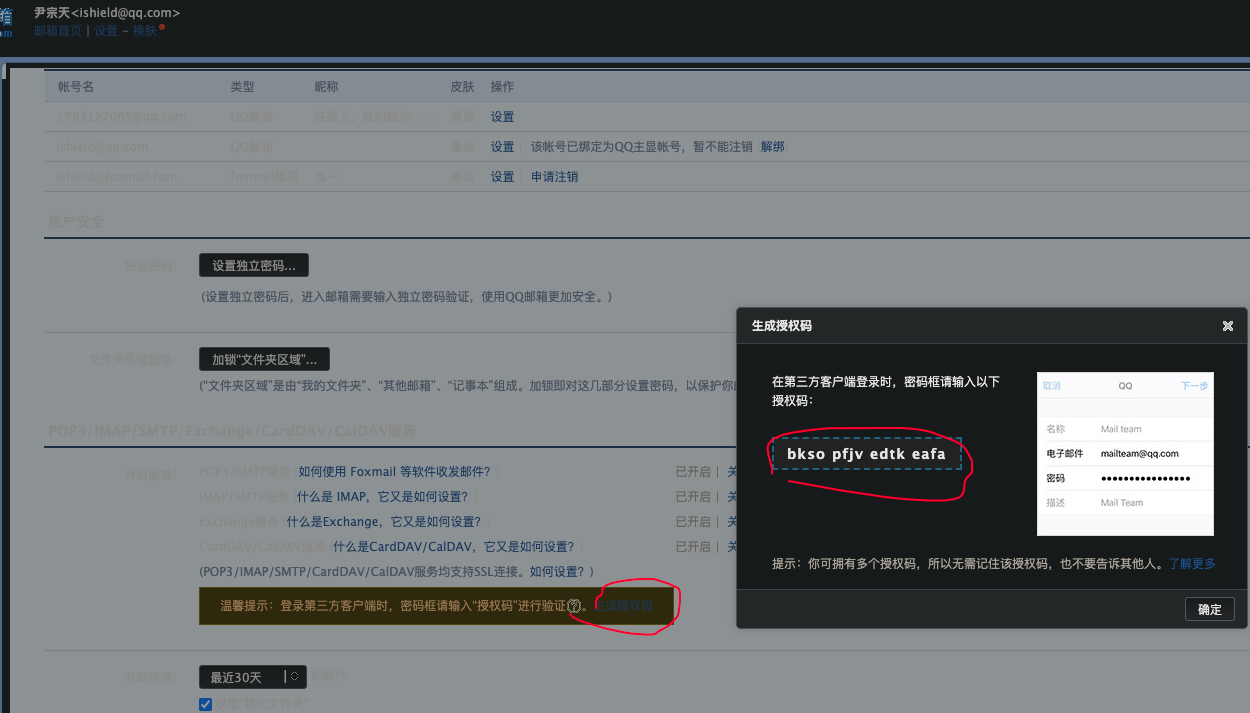 尹宗天<ishield@qq.com>
邮箱首页 | 设置 - 换肤
帐号名 类型 昵称 皮肤 操作
3783127005@qq.com QQ邮箱 设置
ishield@qq.com QQ邮箱 设置 | 该帐号已绑定为QQ主显帐号，暂不能注销 解绑
ishield@foxmail.com foxmail邮箱 设置 | 申请注销
帐户安全
独立密码： 设置独立密码...
(设置独立密码后，进入邮箱需要输入独立密码验证，使用QQ邮箱更加安全。)
文件夹区域加锁： 加锁“文件夹区域”...
(“文件夹区域”是由“我的文件夹”、“其他邮箱”、“记事本”组成。加锁即对这几部分设置密码，以保护你
POP3/IMAP/SMTP/Exchange/CardDAV/CalDAV服务
开启服务： POP3/SMTP服务 (如何使用 Foxmail 等软件收发邮件？) 已开启 | 关
IMAP/SMTP服务 (什么是 IMAP，它又是如何设置？) 已开启 | 关
Exchange服务 (什么是Exchange，它又是如何设置？) 已开启 | 关
CardDAV/CalDAV服务 (什么是CardDAV/CalDAV，它又是如何设置？) 已开启 | 关
(POP3/IMAP/SMTP/CardDAV/CalDAV服务均支持SSL连接。如何设置？)
温馨提示：登录第三方客户端时，密码框请输入“授权码”进行验证?。生成授权码
收取选项： 最近30天 的邮件
收取“我的文件夹”
生成授权码
在第三方客户端登录时，密码框请输入以下
授权码：
bkso pfjv edtk eafa
取消 QQ 下一步
名称 Mail team
电子邮件 mailteam@qq.com
密码 ●●●●●●●●●●●●●●●●
描述 Mail Team
提示：你可拥有多个授权码，所以无需记住该授权码，也不要告诉其他人。了解更多
确定